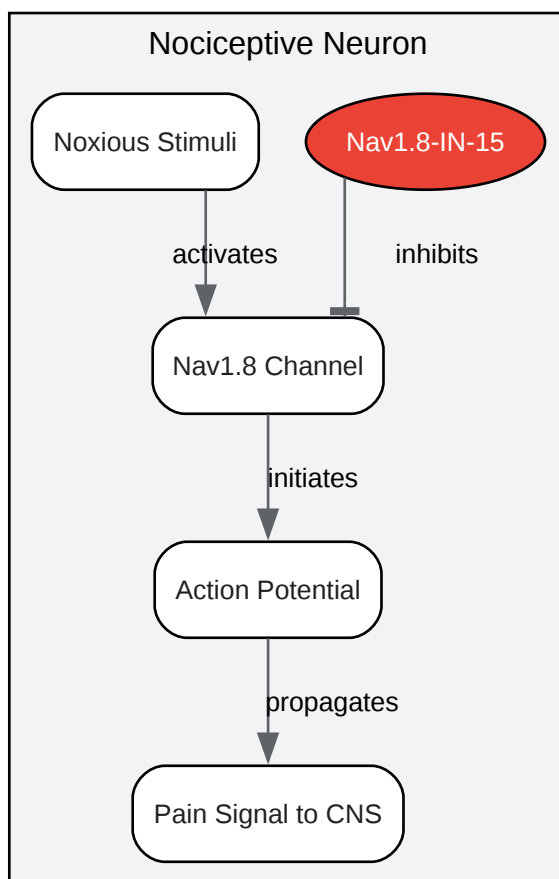 Nociceptive Neuron
Noxious Stimuli
Nav1.8-IN-15
activates
inhibits
Nav1.8 Channel
initiates
Action Potential
propagates
Pain Signal to CNS